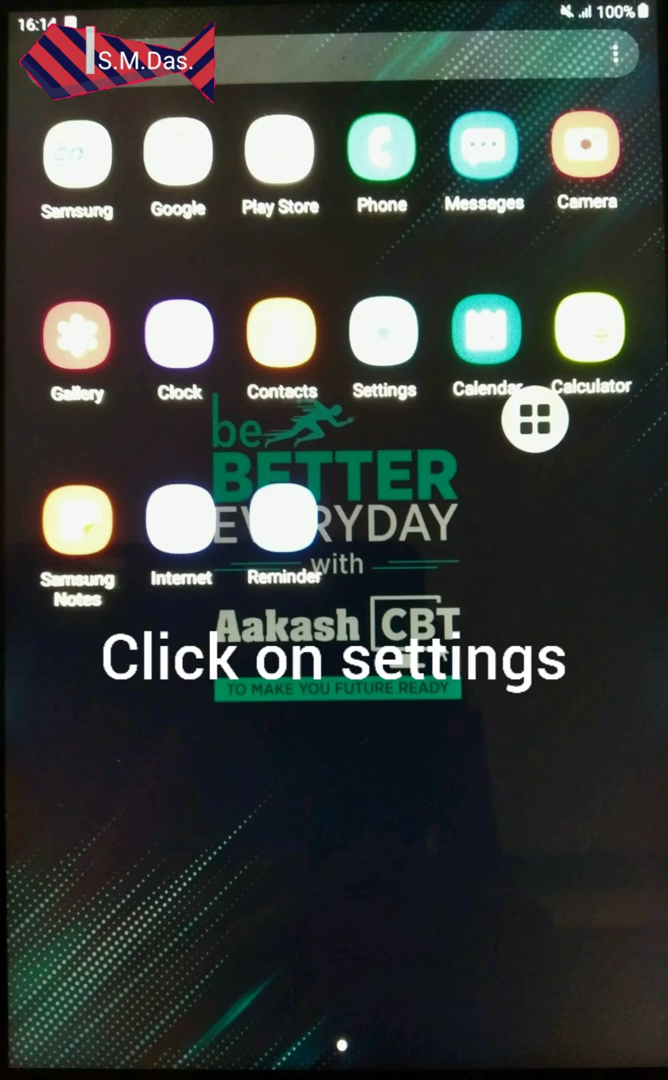 16:14
100%
S.M.Das.
Samsung
Google
Play Store
Phone
Messages
Camera
Gallery
Clock
Contacts
Settings
Calendar
Calculator
be
BETTER
EVERYDAY
with
Samsung
Notes
Internet
Reminder
Aakash CBT
Click on settings
TO MAKE YOU FUTURE READY